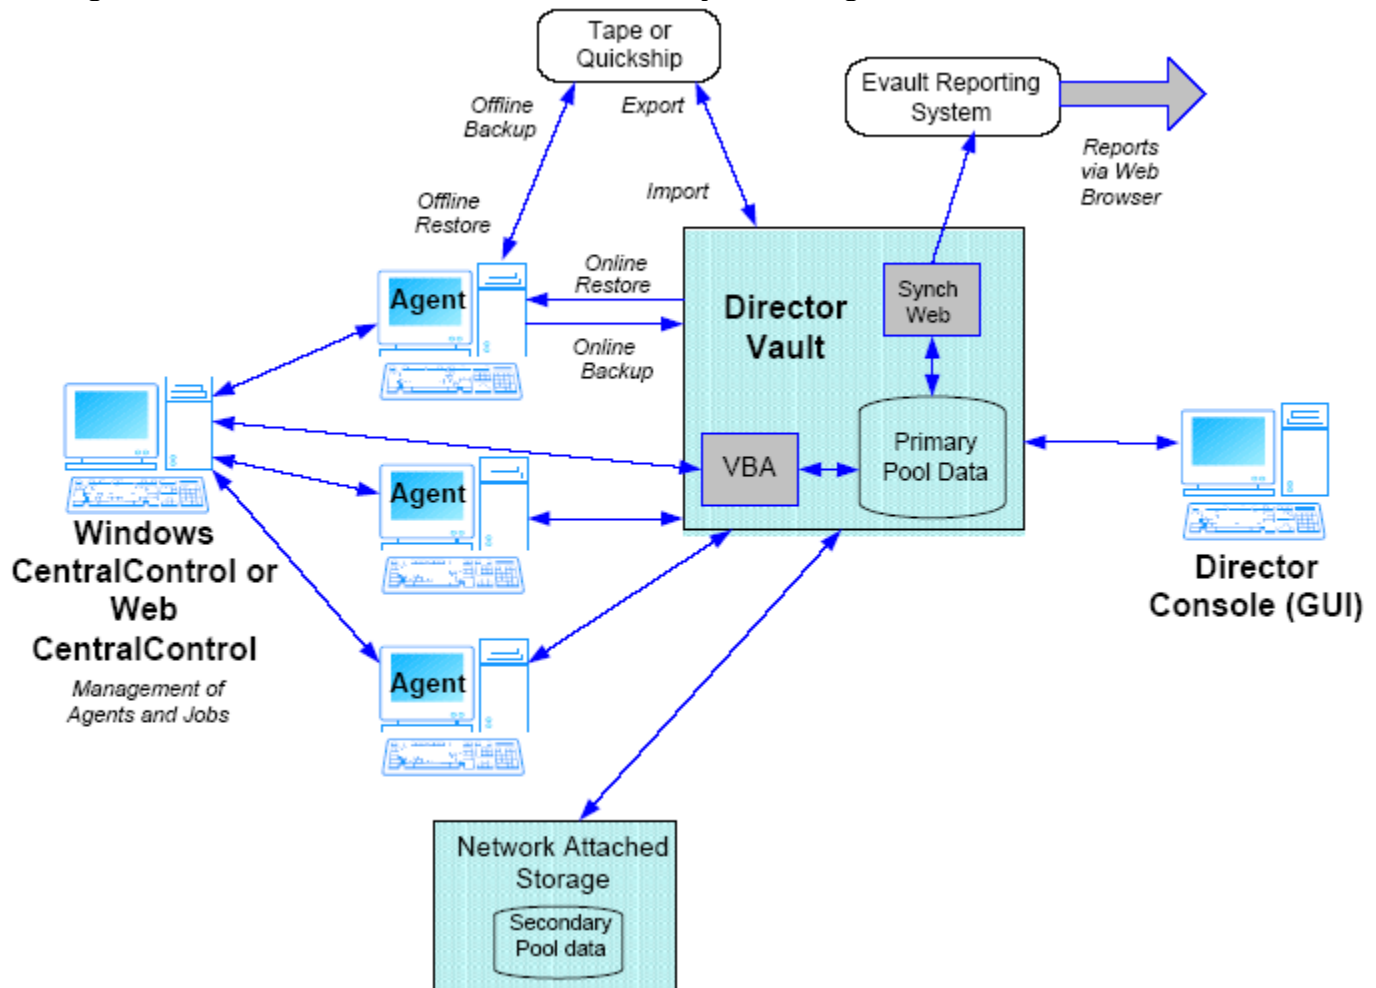 Tape or
Quickship
Evault Reporting
System
Offline
Backup
Export
Reports
via Web
Browser
Offline
Restore
Import
Online
Restore
Agent
Director
Vault
Synch
Web
Online
Backup
Primary
Pool Data
VBA
Agent
Windows
CentralControl or
Web
CentralControl
Management of
Agents and Jobs
Director
Console (GUI)
Agent
Network Attached
Storage
Secondary
Pool data